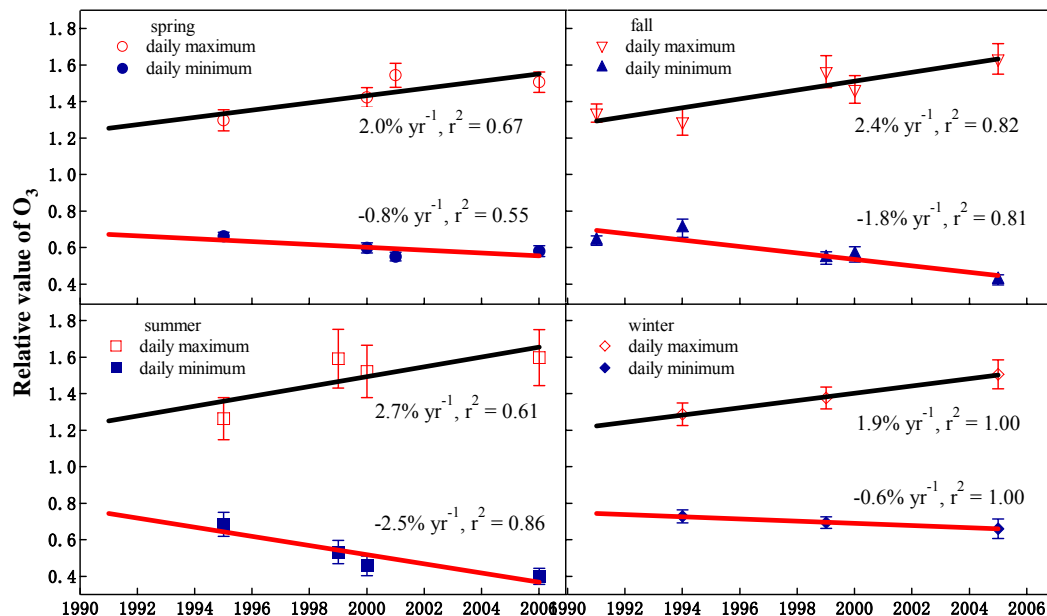 Relative value of O3
1.8
1.6
1.4
1.2
1.0
0.8
0.6
0.4
spring
daily maximum
daily minimum
2.0% yr-1, r2 = 0.67
-0.8% yr-1, r2 = 0.55
fall
daily maximum
daily minimum
2.4% yr-1, r2 = 0.82
-1.8% yr-1, r2 = 0.81
1.8
1.6
1.4
1.2
1.0
0.8
0.6
0.4
summer
daily maximum
daily minimum
2.7% yr-1, r2 = 0.61
-2.5% yr-1, r2 = 0.86
winter
daily maximum
daily minimum
1.9% yr-1, r2 = 1.00
-0.6% yr-1, r2 = 1.00
1990 1992 1994 1996 1998 2000 2002 2004 2006
1992 1994 1996 1998 2000 2002 2004 2006